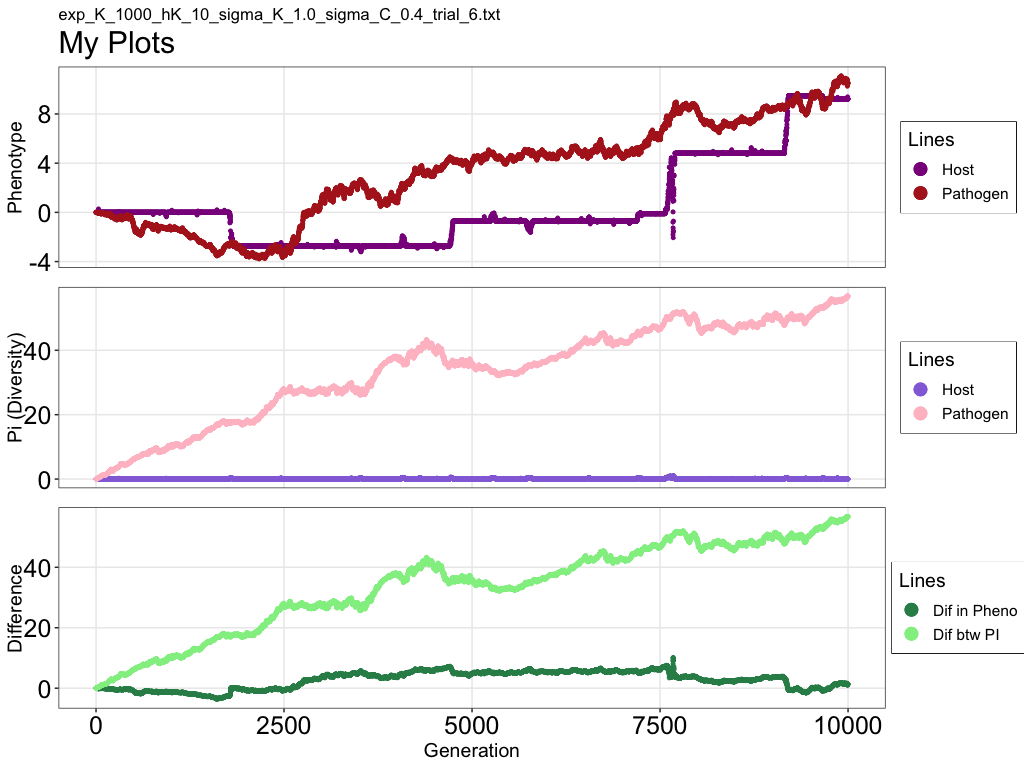 exp_K_1000_hK_10_sigma_K_1.0_sigma_C_0.4_trial_6.txt
My Plots
Phenotype
8
4
0
-4
Lines
Host
Pathogen
Pi (Diversity)
40
20
0
Lines
Host
Pathogen
Difference
40
20
0
Lines
Dif in Pheno
Dif btw PI
0 2500 5000 7500 10000
Generation